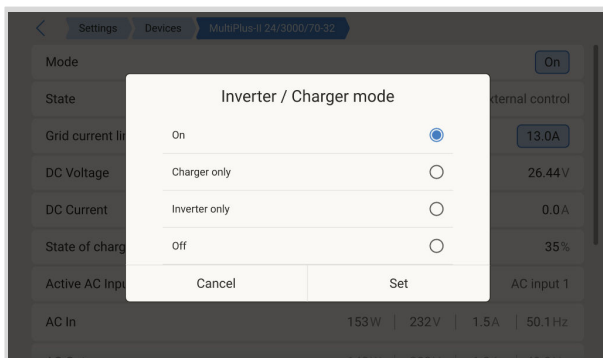 Settings Devices MultiPlus-II 24/3000/70-32
Mode On
State xternal control
Inverter / Charger mode
Grid current lin 13.0A
On
DC Voltage 26.44V
Charger only
DC Current 0.0A
Inverter only
State of charg 35%
Off
Active AC Inpu AC input 1
Cancel Set
AC In 153W 232V 1.5A 50.1Hz